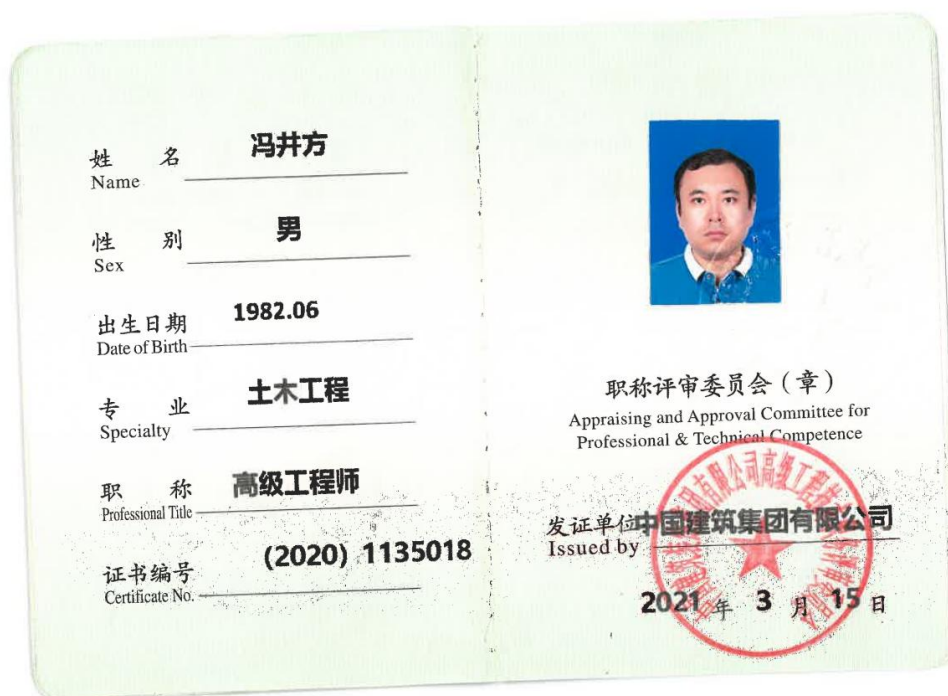 姓 名 冯井方
Name
性 别 男
Sex
出生日期 1982.06
Date of Birth
专 业 土木工程
Specialty
职 称 高级工程师
Professional Title
证书编号 (2020) 1135018
Certificate No.
职称评审委员会（章）
Appraising and Approval Committee for
Professional & Technical Competence
发证单位 中国建筑集团有限公司
Issued by
2021 年 3 月 15 日